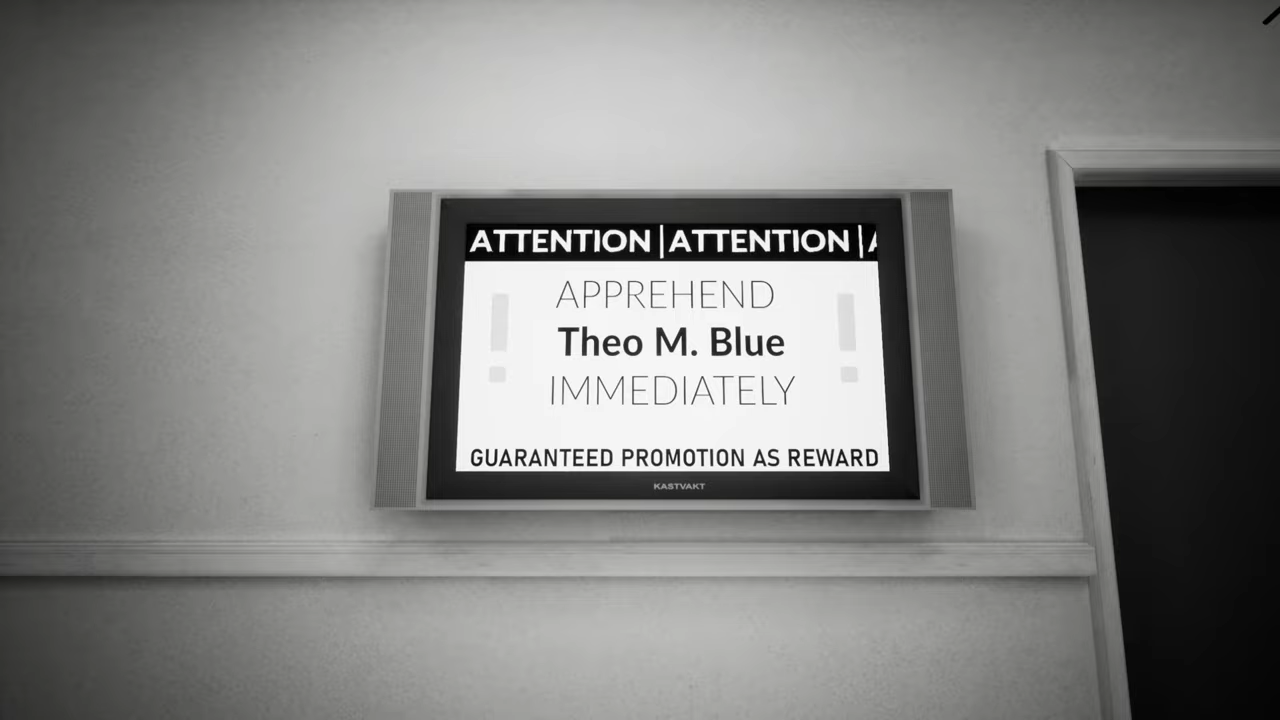 ATTENTION | ATTENTION | A
APPREHEND
Theo M. Blue
IMMEDIATELY
GUARANTEED PROMOTION AS REWARD
KASTVAKT